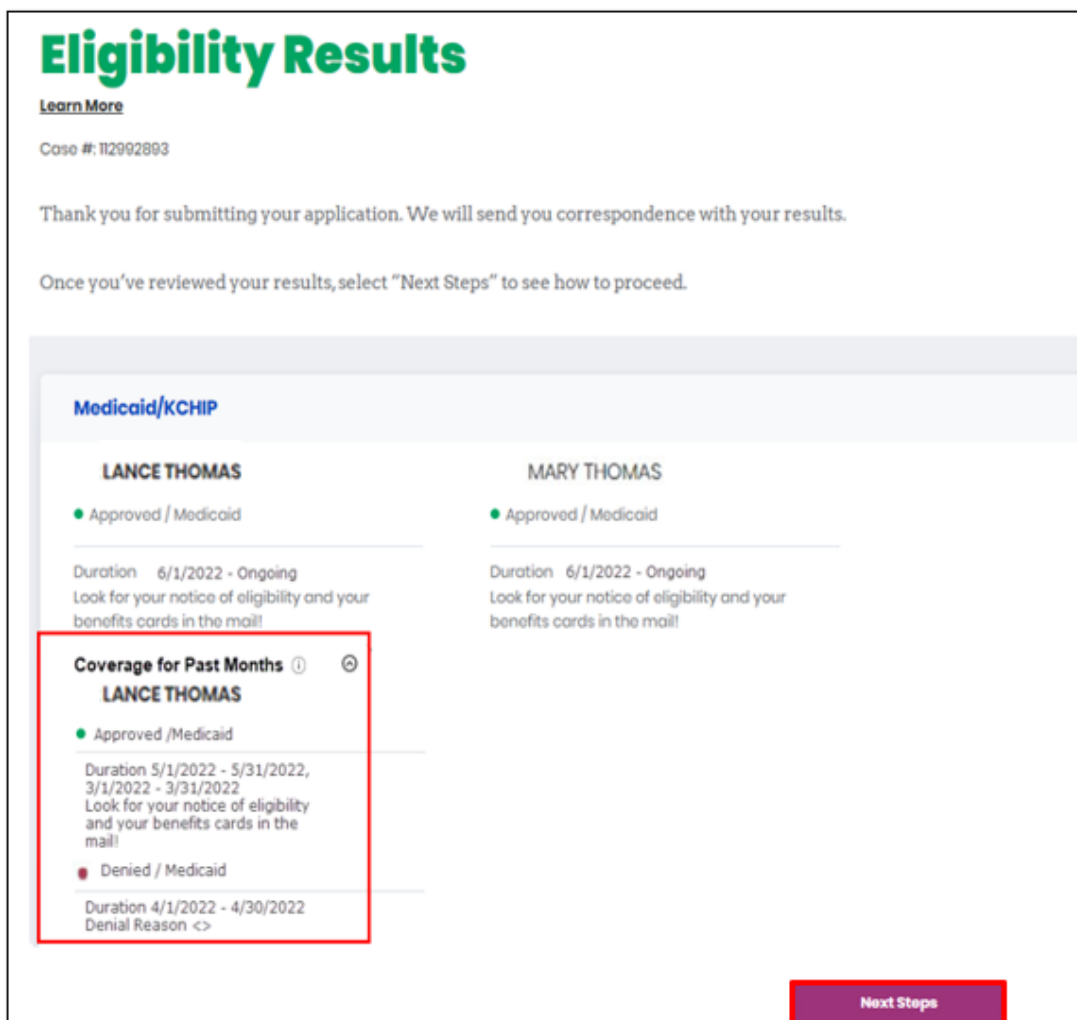 Eligibility Results
Learn More
Case #: 112992893
Thank you for submitting your application. We will send you correspondence with your results.
Once you've reviewed your results, select "Next Steps" to see how to proceed.
Medicaid/KCHIP
LANCE THOMAS
Approved / Medicaid
Duration 6/1/2022 - Ongoing
Look for your notice of eligibility and your
benefits cards in the mail!
MARY THOMAS
Approved / Medicaid
Duration 6/1/2022 - Ongoing
Look for your notice of eligibility and your
benefits cards in the mail!
Coverage for Past Months
LANCE THOMAS
Approved /Medicaid
Duration 5/1/2022 - 5/31/2022,
3/1/2022 - 3/31/2022
Look for your notice of eligibility
and your benefits cards in the
mail!
Denied / Medicaid
Duration 4/1/2022 - 4/30/2022
Denial Reason <>
Next Steps